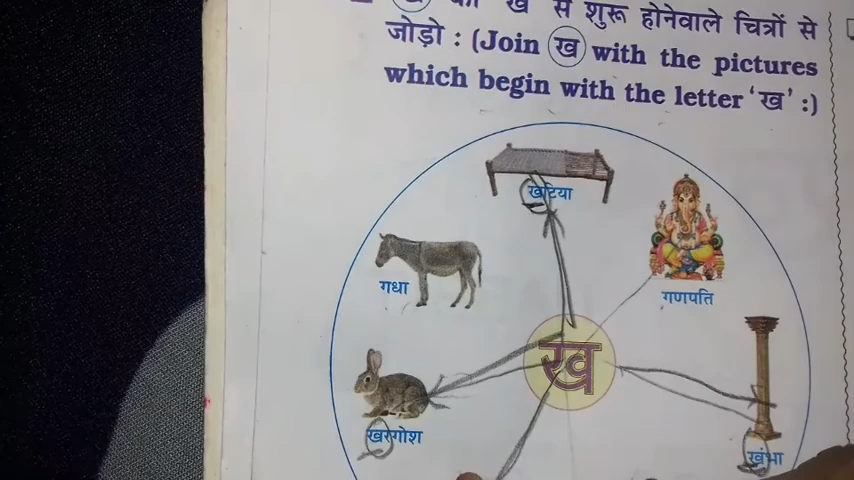 ख से शुरू होनेवाले चित्रों से
जोड़ो : (Join ख with the pictures
which begin with the letter 'ख' :)
खटिया
गधा
गणपति
ख
खरगोश
खंभा